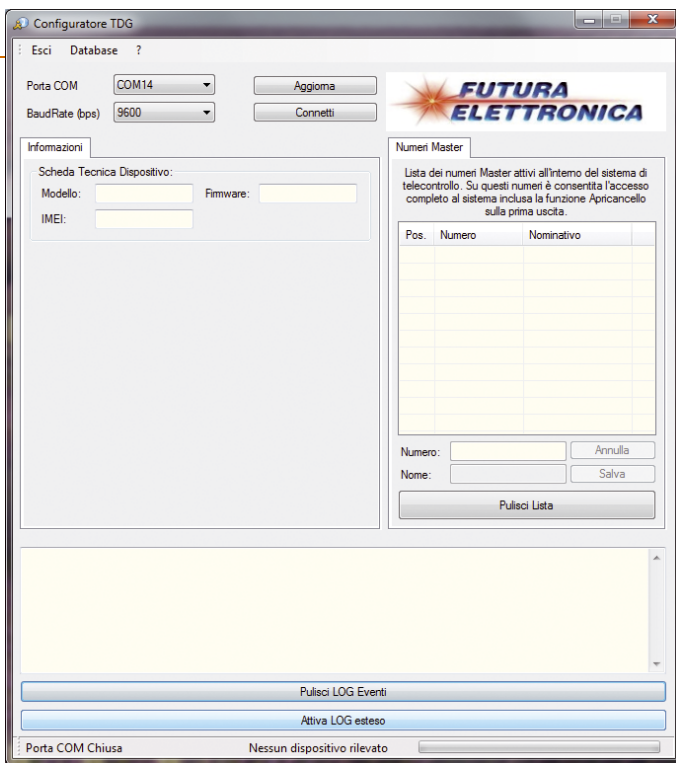 Configuratore TDG
Esci Database ?
Porta COM COM14 Aggiorna
BaudRate (bps) 9600 Connetti
FUTURA
ELETTRONICA
Informazioni
Scheda Tecnica Dispositivo:
Modello: Firmware:
IMEI:
Numeri Master
Lista dei numeri Master attivi all'interno del sistema di
telecontrollo. Su questi numeri è consentita l'accesso
completo al sistema inclusa la funzione Apricancello
sulla prima uscita.
Pos. Numero Nominativo
Numero: Annulla
Nome: Salva
Pulisci Lista
Pulisci LOG Eventi
Attiva LOG esteso
Porta COM Chiusa Nessun dispositivo rilevato